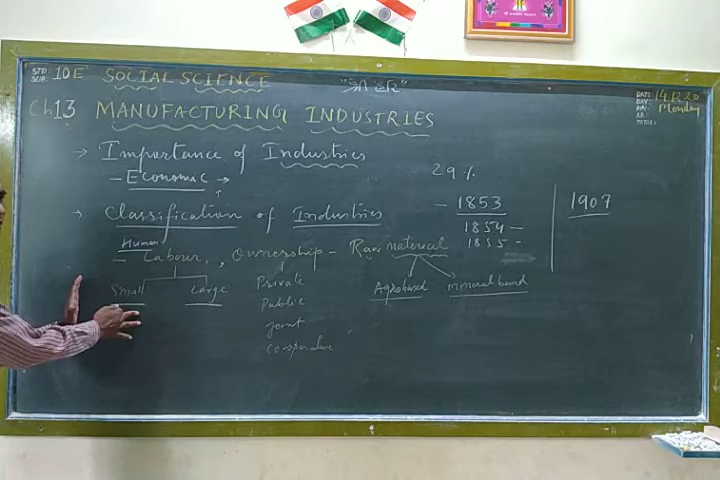 STD: 10 E SOCIAL SCIENCE
SUB:
DATE: 14 12 20
DAY: Monday
TOTAL:
Ch 13 MANUFACTURING INDUSTRIES
→ Importance of Industries
29 %
- Economic →
- 1853
1907
→ Classification of Industries
1854 -
1855 -
Human
- Labour, , Ownership - Raw material
Small Large Private Agrobased Mineral based
Public
Joint
Co-operative